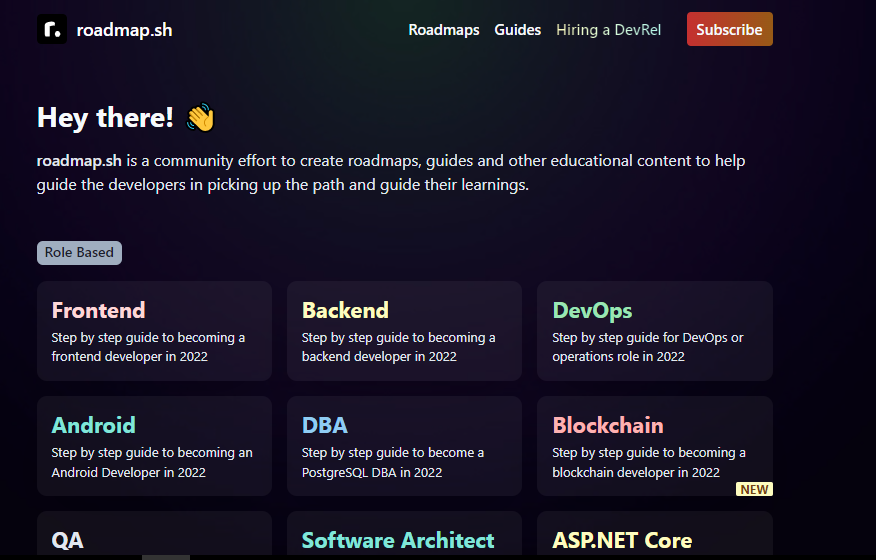 r.
roadmap.sh
Roadmaps Guides Hiring a DevRel Subscribe
Hey there! 👋
roadmap.sh is a community effort to create roadmaps, guides and other educational content to help
guide the developers in picking up the path and guide their learnings.
Role Based
Frontend
Step by step guide to becoming a
frontend developer in 2022
Backend
Step by step guide to becoming a
backend developer in 2022
DevOps
Step by step guide for DevOps or
operations role in 2022
Android
Step by step guide to becoming an
Android Developer in 2022
DBA
Step by step guide to become a
PostgreSQL DBA in 2022
Blockchain
Step by step guide to becoming a
blockchain developer in 2022
NEW
QA
Software Architect
ASP.NET Core